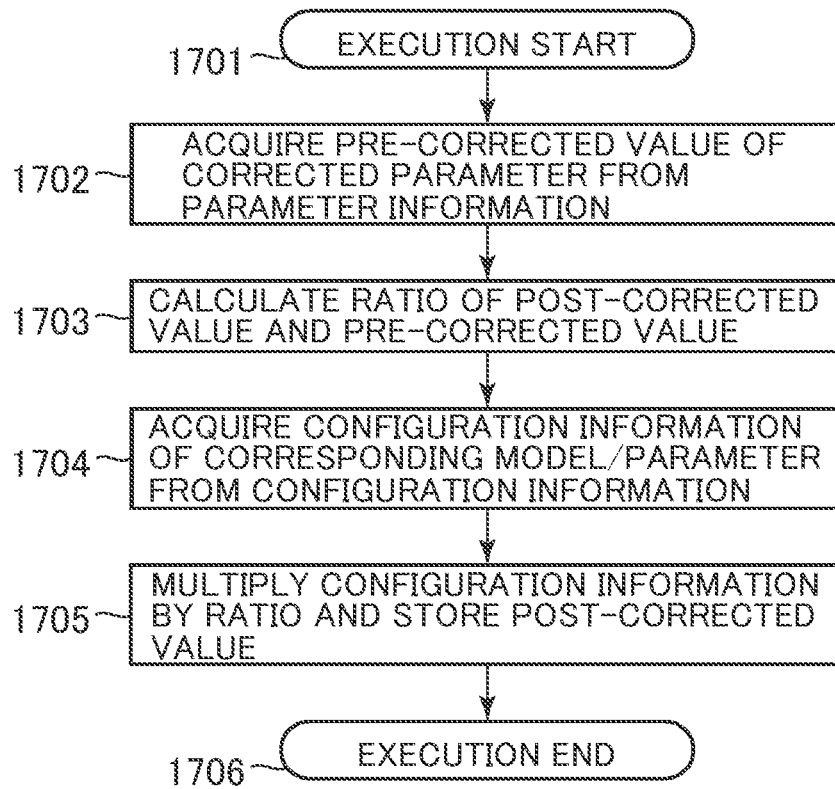 1701
EXECUTION START
1702
ACQUIRE PRE-CORRECTED VALUE OF
CORRECTED PARAMETER FROM
PARAMETER INFORMATION
1703
CALCULATE RATIO OF POST-CORRECTED
VALUE AND PRE-CORRECTED VALUE
1704
ACQUIRE CONFIGURATION INFORMATION
OF CORRESPONDING MODEL/PARAMETER
FROM CONFIGURATION INFORMATION
1705
MULTIPLY CONFIGURATION INFORMATION
BY RATIO AND STORE POST-CORRECTED
VALUE
1706
EXECUTION END